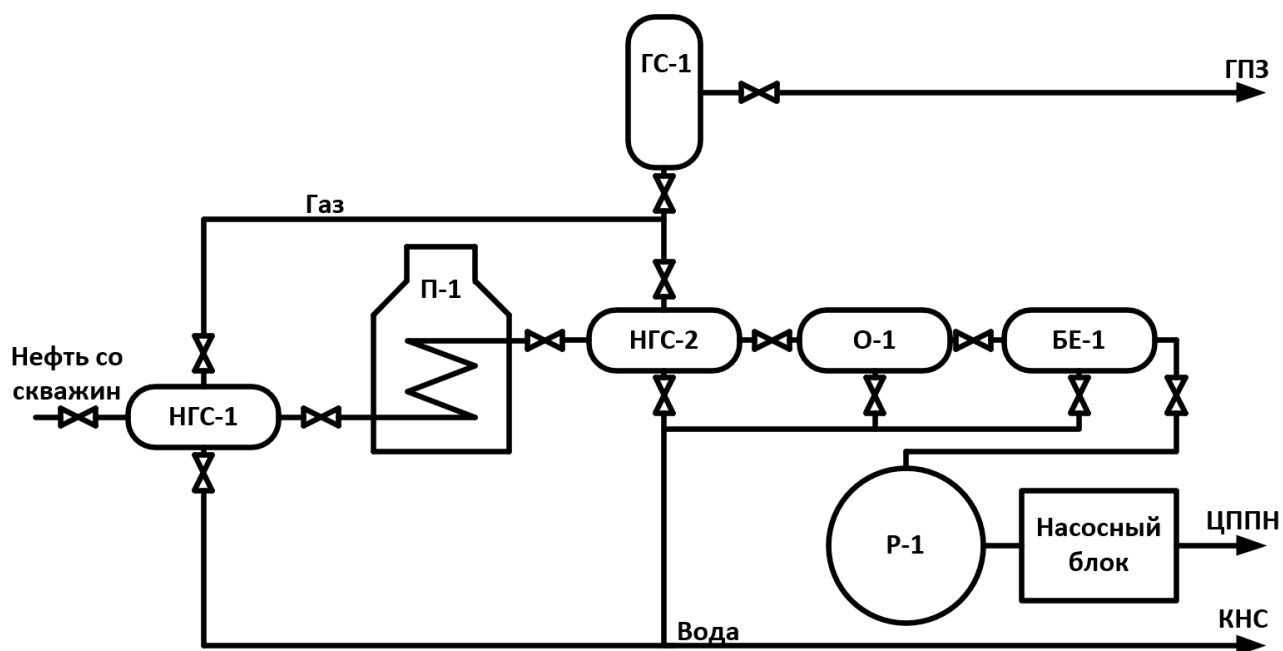 ГС-1
ГПЗ
Газ
П-1
Нефть со
скважин
НГС-1
НГС-2
О-1
БЕ-1
Р-1
Насосный
блок
ЦППН
Вода
КНС